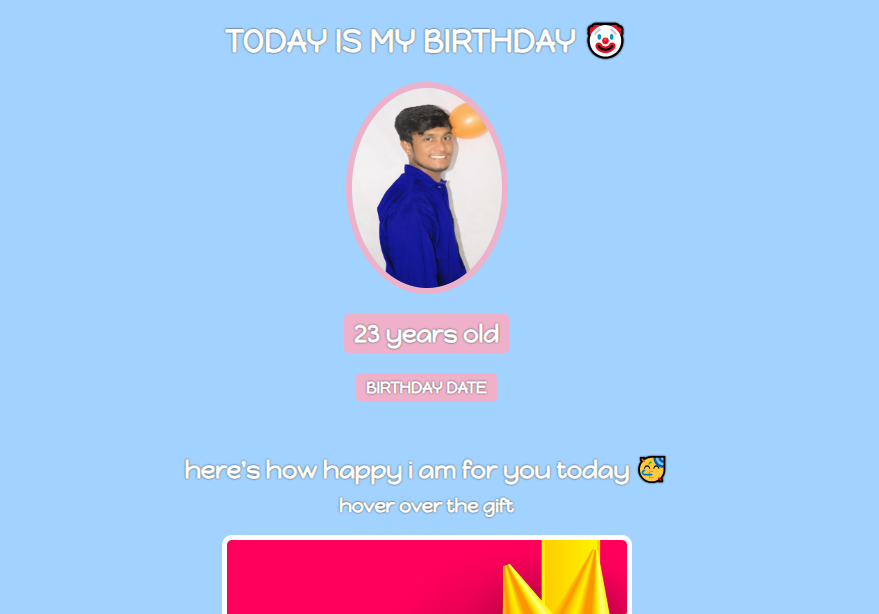 TODAY IS MY BIRTHDAY 🤡
23 years old
BIRTHDAY DATE
here's how happy i am for you today 🥳
hover over the gift